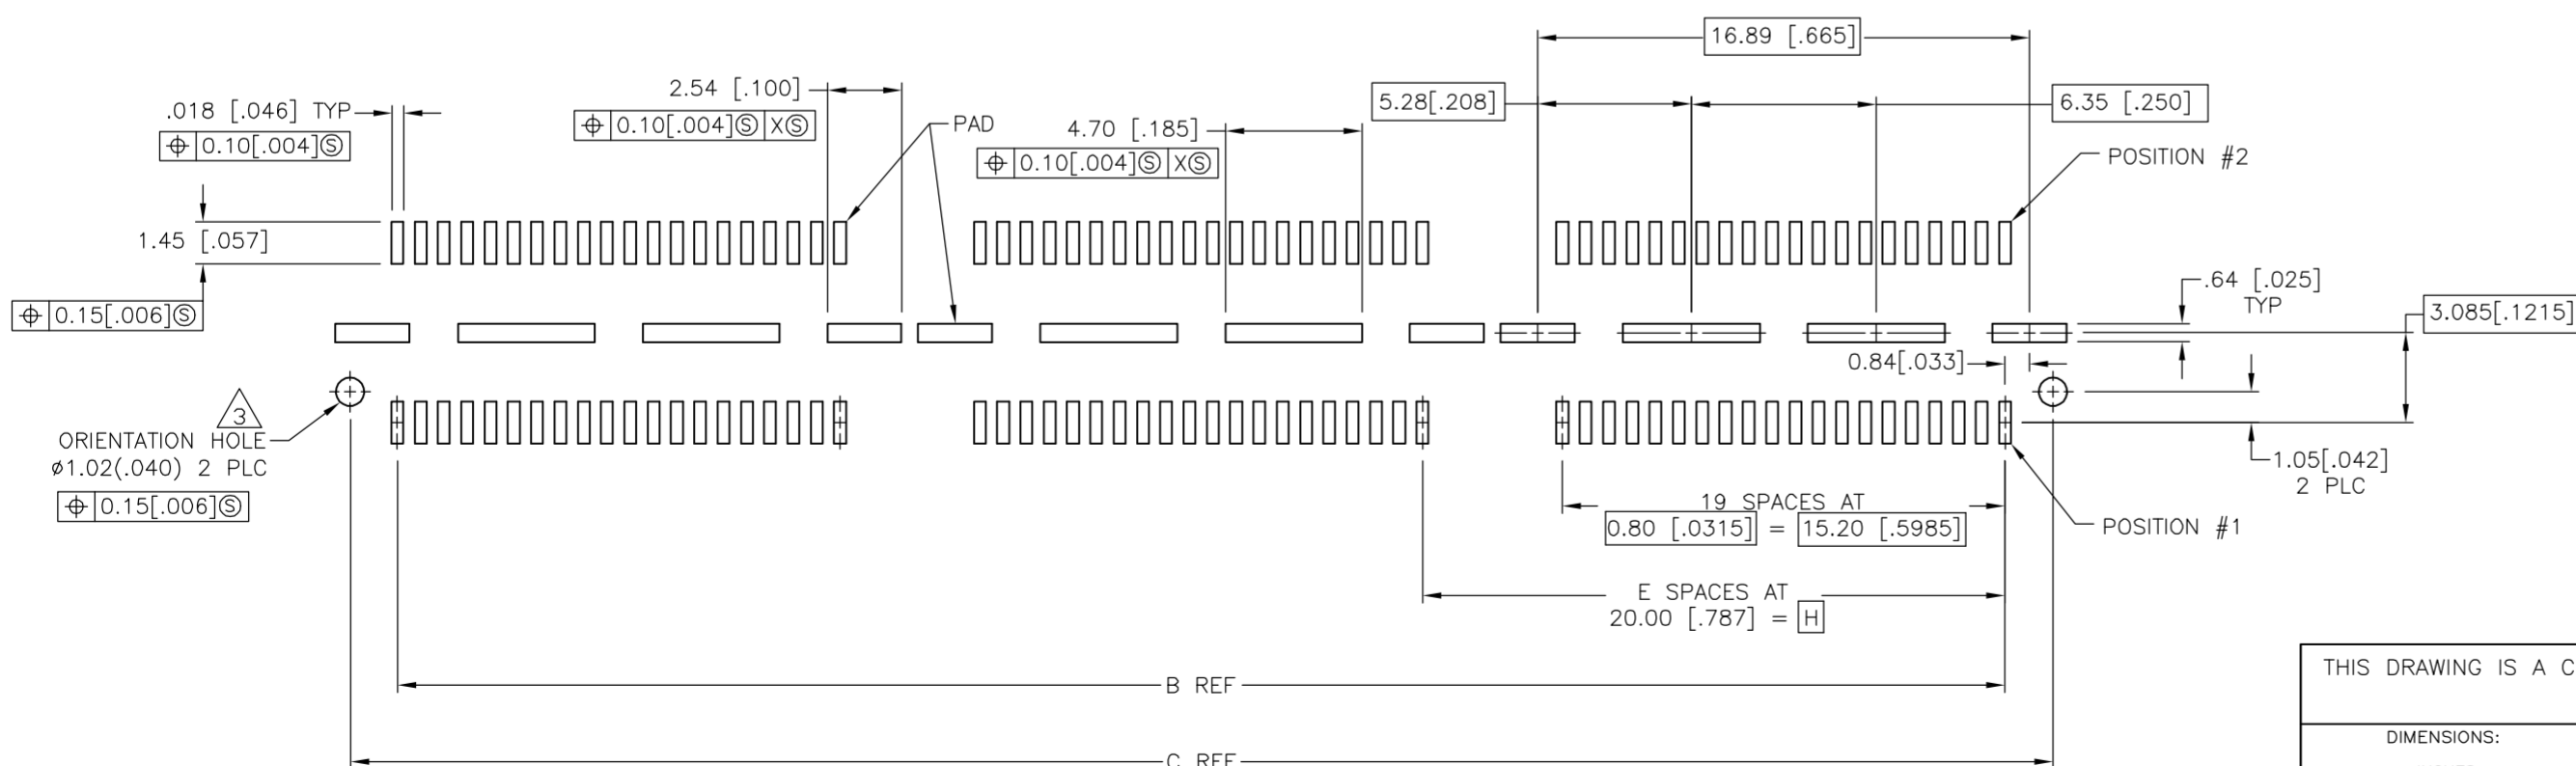 16.89 [.665]
2.54 [.100]
5.28[.208]
6.35 [.250]
.018 [.046] TYP
⌖ 0.10[.004]Ⓢ XⓈ
PAD
4.70 [.185]
⌖ 0.10[.004]Ⓢ
⌖ 0.10[.004]Ⓢ XⓈ
POSITION #2
1.45 [.057]
.64 [.025]
TYP
⌖ 0.15[.006]Ⓢ
3.085[.1215]
0.84[.033]
3
ORIENTATION HOLE
⌀1.02(.040) 2 PLC
⌖ 0.15[.006]Ⓢ
1.05[.042]
2 PLC
19 SPACES AT
0.80 [.0315] = 15.20 [.5985]
POSITION #1
E SPACES AT
20.00 [.787] = H
B REF
THIS DRAWING IS A C
DIMENSIONS:
C REF